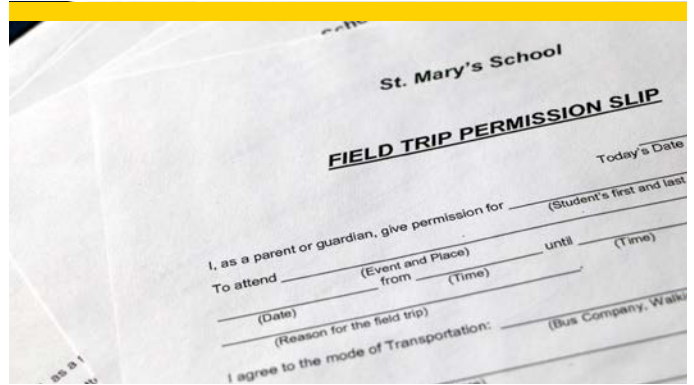 St. Mary's School
FIELD TRIP PERMISSION SLIP
Today's Date
I, as a parent or guardian, give permission for
(Student's first and last
To attend
(Event and Place)
from until
(Date) (Time) (Time)
(Reason for the field trip)
I agree to the mode of Transportation:
(Bus Company,
as a